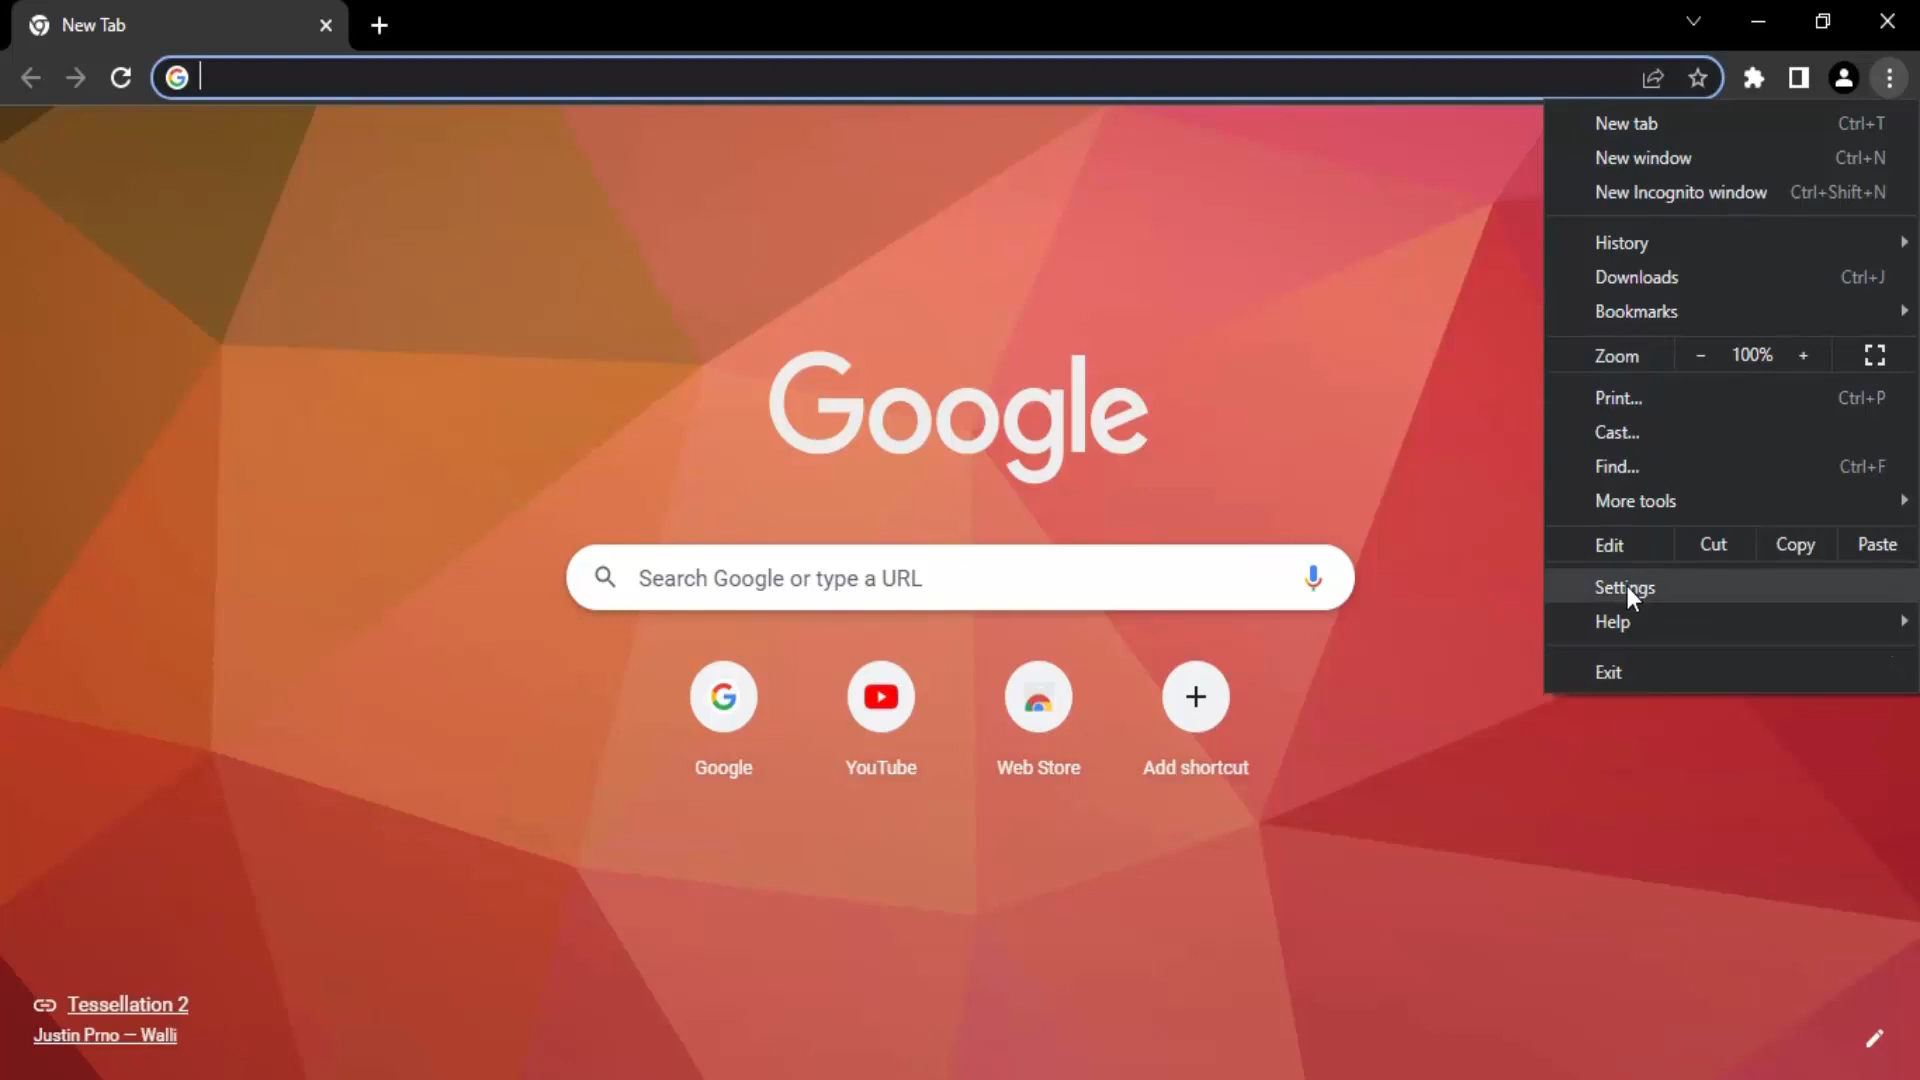 New Tab
New tab Ctrl+T
New window Ctrl+N
New Incognito window Ctrl+Shift+N
History
Downloads Ctrl+J
Bookmarks
Zoom - 100% +
Print... Ctrl+P
Cast...
Find... Ctrl+F
More tools
Edit Cut Copy Paste
Settings
Help
Exit
Google
Search Google or type a URL
Google YouTube Web Store Add shortcut
Tessellation 2
Justin Prno — Walli